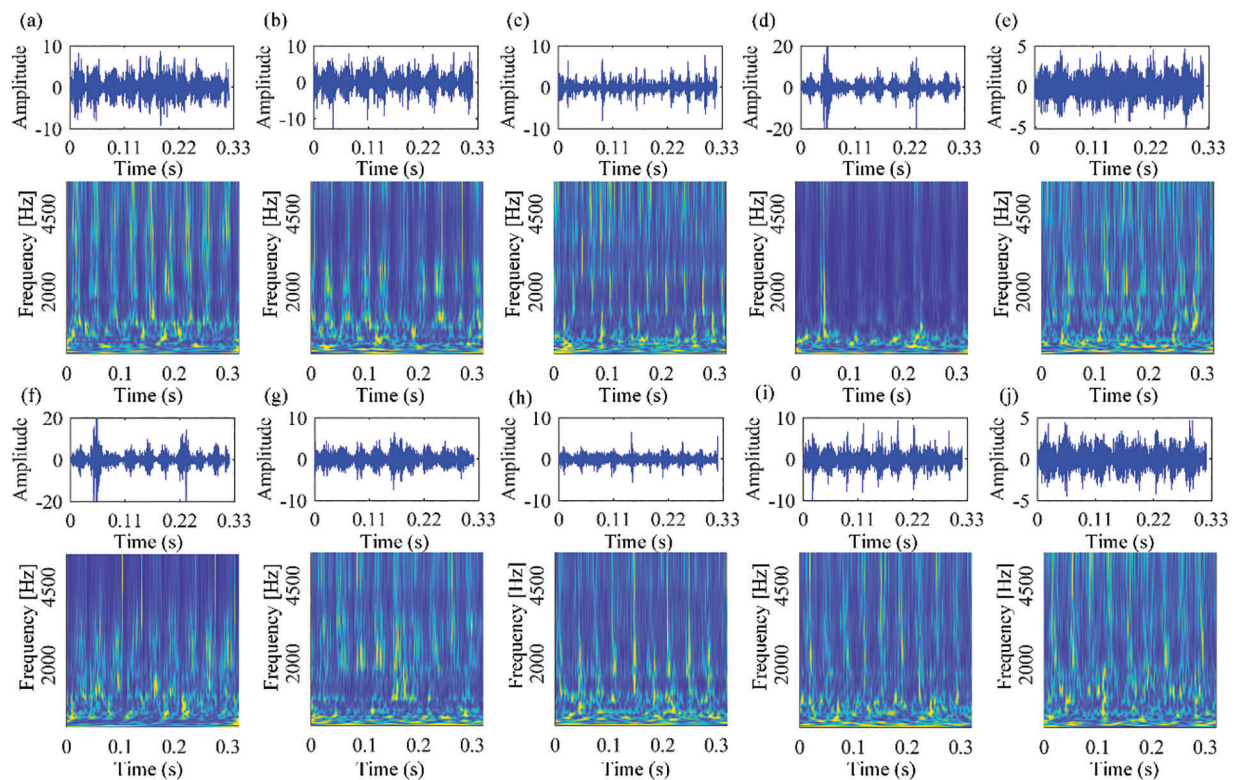 (a) (b) (c) (d) (e)
10 10 10 20 5
Amplitude Amplitude Amplitude Amplitude Amplitude
0 0 0 0 0
-10 -10 -10 -20 -5
0 0.11 0.22 0.33 0 0.11 0.22 0.33 0 0.11 0.22 0.33 0 0.11 0.22 0.33 0 0.11 0.22 0.33
Time (s) Time (s) Time (s) Time (s) Time (s)
Frequency [Hz] Frequency [Hz] Frequency [Hz] Frequency [Hz] Frequency [Hz]
4500 4500 4500 4500 4500
2000 2000 2000 2000 2000
0 0.1 0.2 0.3 0 0.1 0.2 0.3 0 0.1 0.2 0.3 0 0.1 0.2 0.3 0 0.1 0.2 0.3
Time (s) Time (s) Time (s) Time (s) Time (s)
(f) (g) (h) (i) (j)
20 10 10 10 5
Amplitude Amplitude Amplitude Amplitude Amplitude
0 0 0 0 0
-20 -10 -10 -10 -5
0 0.11 0.22 0.33 0 0.11 0.22 0.33 0 0.11 0.22 0.33 0 0.11 0.22 0.33 0 0.11 0.22 0.33
Time (s) Time (s) Time (s) Time (s) Time (s)
Frequency [Hz] Frequency [Hz] Frequency [Hz] Frequency [Hz] Frequency [Hz]
4500 4500 4500 4500 4500
2000 2000 2000 2000 2000
0 0.1 0.2 0.3 0 0.1 0.2 0.3 0 0.1 0.2 0.3 0 0.1 0.2 0.3 0 0.1 0.2 0.3
Time (s) Time (s) Time (s) Time (s) Time (s)